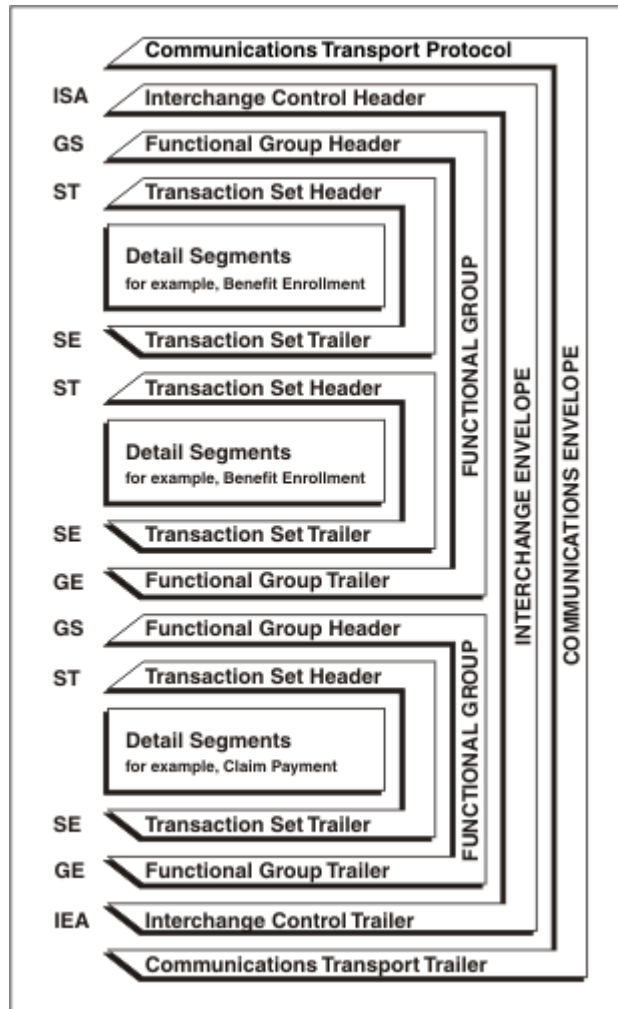 Communications Transport Protocol
ISA Interchange Control Header
GS Functional Group Header
ST Transaction Set Header
Detail Segments
for example, Benefit Enrollment
SE Transaction Set Trailer
ST Transaction Set Header
Detail Segments
for example, Benefit Enrollment
SE Transaction Set Trailer
GE Functional Group Trailer
FUNCTIONAL GROUP
GS Functional Group Header
ST Transaction Set Header
Detail Segments
for example, Claim Payment
SE Transaction Set Trailer
GE Functional Group Trailer
FUNCTIONAL GROUP
IEA Interchange Control Trailer
INTERCHANGE ENVELOPE
Communications Transport Trailer
COMMUNICATIONS ENVELOPE